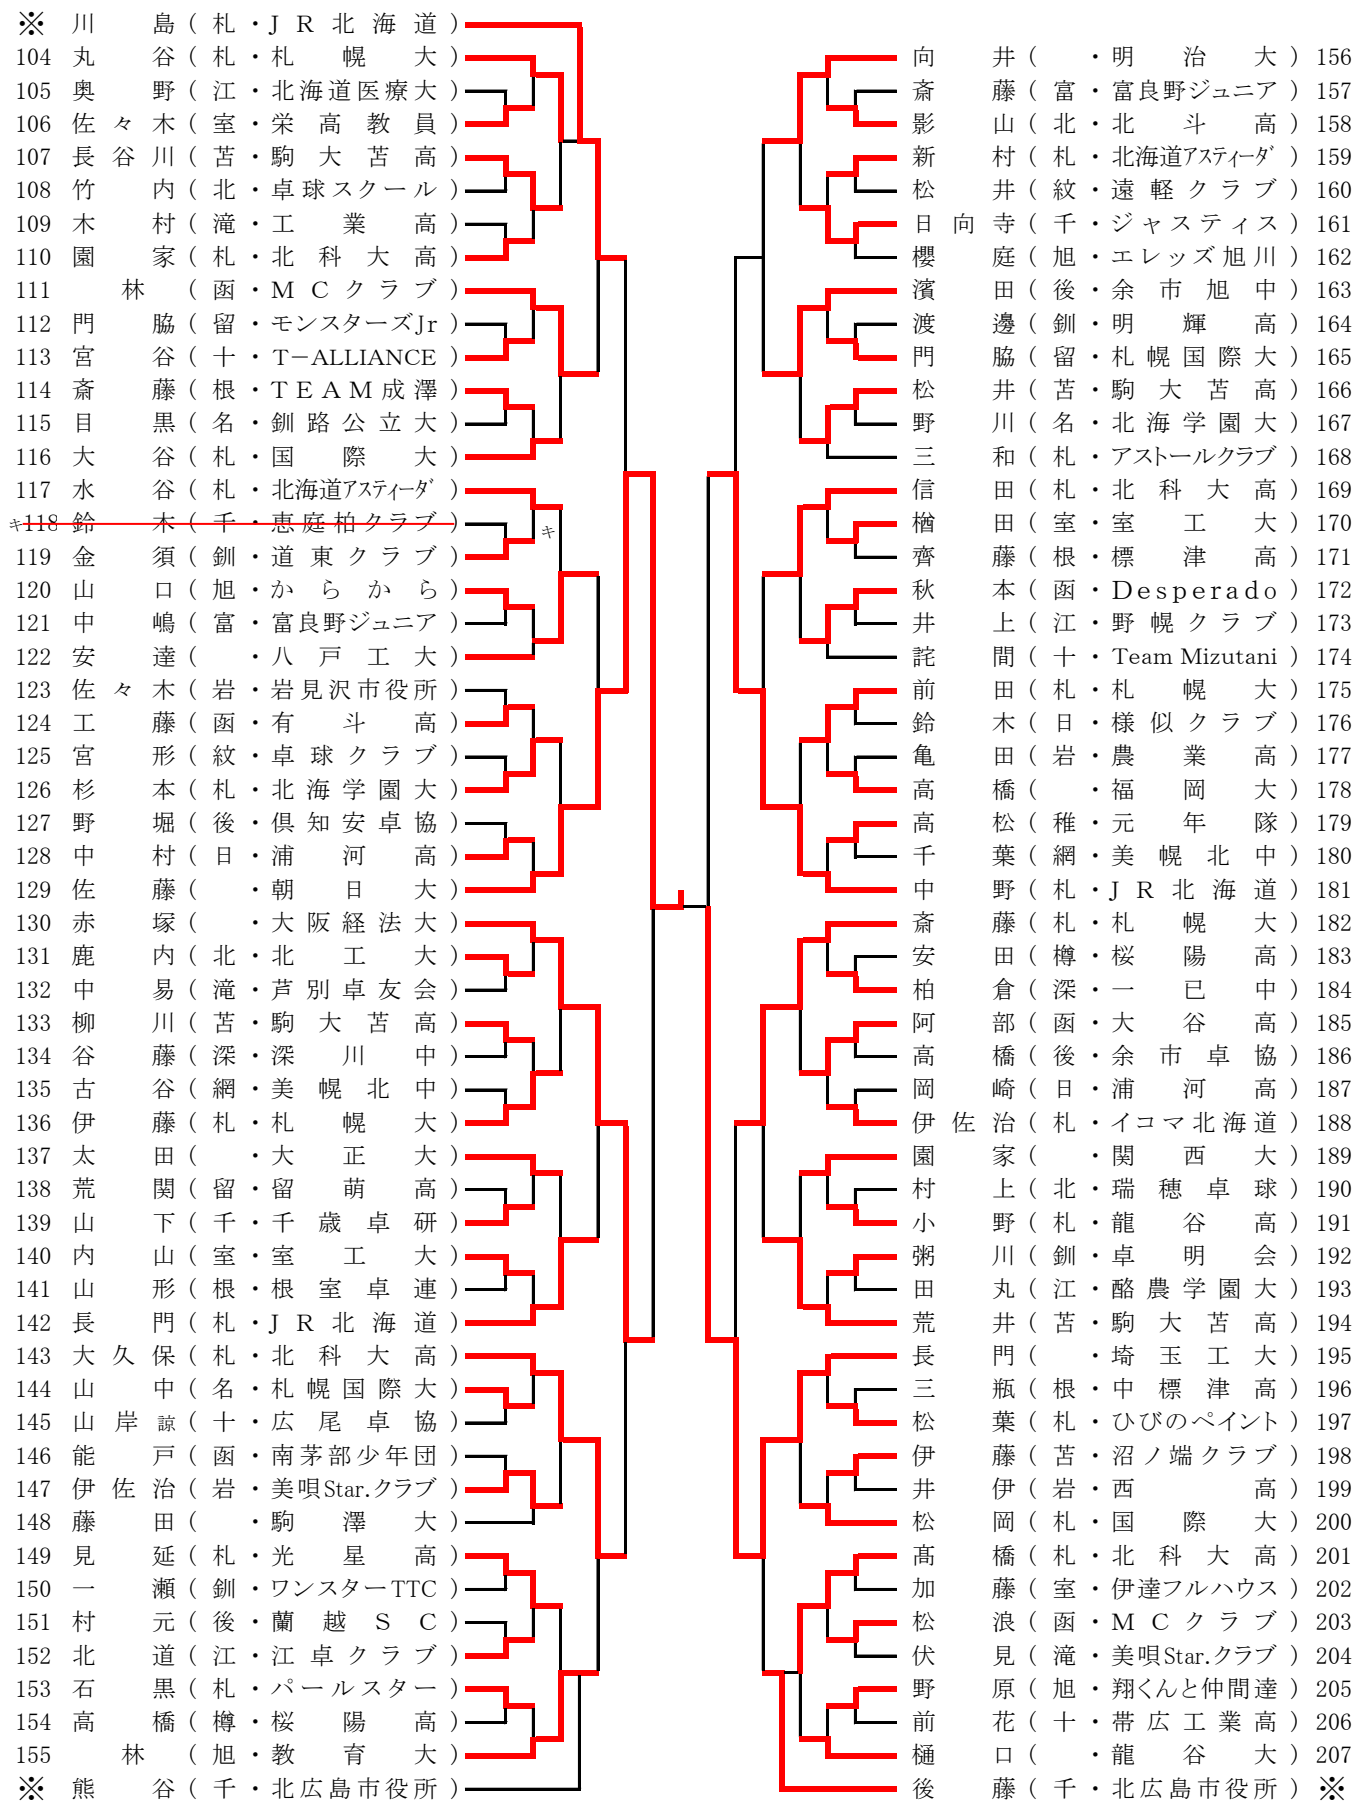 ※ 川島（札・ＪＲ北海道）
104 丸谷（札・札幌大）
105 奥野（江・北海道医療大）
106 佐々木（室・栄高教員）
107 長谷川（苫・駒大苫高）
108 竹内（北・卓球スクール）
109 木村（滝・工業高）
110 園家（札・北科大高）
111 林（函・ＭＣクラブ）
112 門脇（留・モンスターズJr）
113 宮谷（十・T-ALLIANCE）
114 斎藤（根・ＴＥＡＭ成澤）
115 目黒（名・釧路公立大）
116 大谷（札・国際大）
117 水谷（札・北海道アスティーダ）
キ118 鈴木（千・恵庭柏クラブ）
キ
119 金須（釧・道東クラブ）
120 山口（旭・からから）
121 中嶋（富・富良野ジュニア）
122 安達（・八戸工大）
123 佐々木（岩・岩見沢市役所）
124 工藤（函・有斗高）
125 宮形（紋・卓球クラブ）
126 杉本（札・北海学園大）
127 野堀（後・倶知安卓協）
128 中村（日・浦河高）
129 佐藤（・朝日大）
130 赤塚（・大阪経法大）
131 鹿内（北・北工大）
132 中易（滝・芦別卓友会）
133 柳川（苫・駒大苫高）
134 谷藤（深・深川中）
135 古谷（網・美幌北中）
136 伊藤（札・札幌大）
137 太田（・大正大）
138 荒関（留・留萌高）
139 山下（千・千歳卓研）
140 内山（室・室工大）
141 山形（根・根室卓連）
142 長門（札・ＪＲ北海道）
143 大久保（札・北科大高）
144 山中（名・札幌国際大）
145 山岸諒（十・広尾卓協）
146 能戸（函・南茅部少年団）
147 伊佐治（岩・美唄Star.クラブ）
148 藤田（・駒澤大）
149 見延（札・光星高）
150 一瀬（釧・ワンスターTTC）
151 村元（後・蘭越ＳＣ）
152 北道（江・江卓クラブ）
153 石黒（札・パールスター）
154 高橋（樽・桜陽高）
155 林（旭・教育大）
※ 熊谷（千・北広島市役所）
向井（・明治大）156
斎藤（富・富良野ジュニア）157
影山（北・北斗高）158
新村（札・北海道アスティーダ）159
松井（紋・遠軽クラブ）160
日向寺（千・ジャスティス）161
櫻庭（旭・エレッズ旭川）162
濱田（後・余市旭中）163
渡邊（釧・明輝高）164
門脇（留・札幌国際大）165
松井（苫・駒大苫高）166
野川（名・北海学園大）167
三和（札・アストールクラブ）168
信田（札・北科大高）169
楢田（室・室工大）170
齊藤（根・標津高）171
秋本（函・Desperado）172
井上（江・野幌クラブ）173
詫間（十・Team Mizutani）174
前田（札・札幌大）175
鈴木（日・様似クラブ）176
亀田（岩・農業高）177
高橋（・福岡大）178
高松（稚・元年隊）179
千葉（網・美幌北中）180
中野（札・ＪＲ北海道）181
斎藤（札・札幌大）182
安田（樽・桜陽高）183
柏倉（深・一已中）184
阿部（函・大谷高）185
高橋（後・余市卓協）186
岡崎（日・浦河高）187
伊佐治（札・イコマ北海道）188
園家（・関西大）189
村上（北・瑞穂卓球）190
小野（札・龍谷高）191
粥川（釧・卓明会）192
田丸（江・酪農学園大）193
荒井（苫・駒大苫高）194
長門（・埼玉工大）195
三瓶（根・中標津高）196
松葉（札・ひびのペイント）197
伊藤（苫・沼ノ端クラブ）198
井伊（岩・西高）199
松岡（札・国際大）200
髙橋（札・北科大高）201
加藤（室・伊達フルハウス）202
松浪（函・ＭＣクラブ）203
伏見（滝・美唄Star.クラブ）204
野原（旭・翔くんと仲間達）205
前花（十・帯広工業高）206
樋口（・龍谷大）207
後藤（千・北広島市役所）※